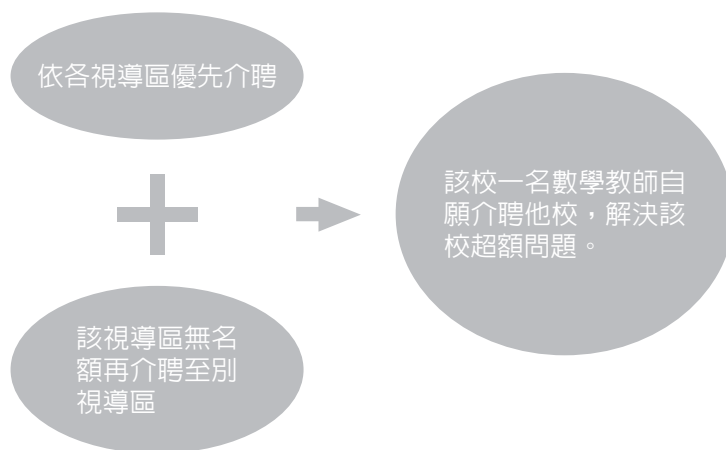 依各視導區優先介聘
該視導區無名
額再介聘至別
視導區
該校一名數學教師自
願介聘他校，解決該
校超額問題。